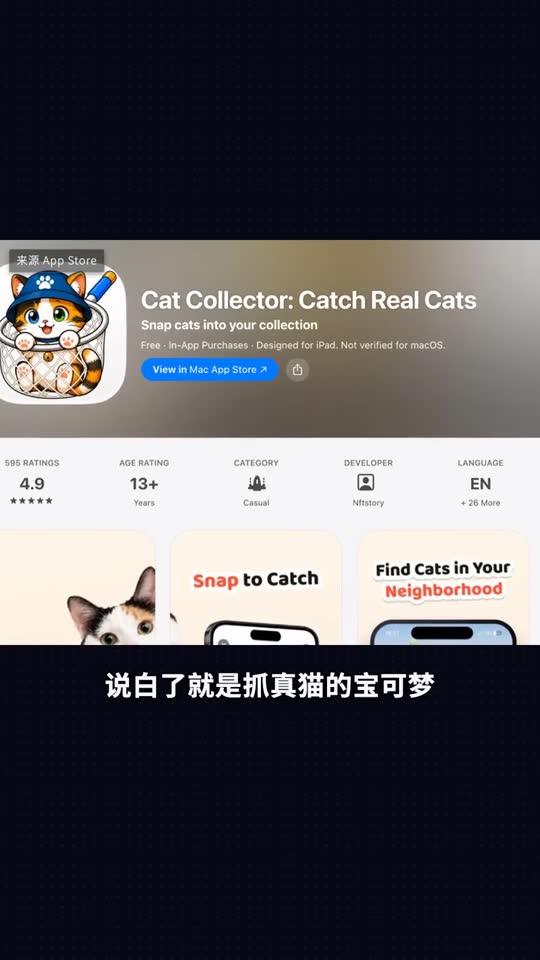 来源 App Store
Cat Collector: Catch Real Cats
Snap cats into your collection
Free · In-App Purchases · Designed for iPad. Not verified for macOS.
View in Mac App Store ↗
595 RATINGS
4.9
★★★★★
AGE RATING
13+
Years
CATEGORY
Casual
DEVELOPER
Nftstory
LANGUAGE
EN
+ 26 More
Snap to Catch
Find Cats in Your
Neighborhood
说白了就是抓真猫的宝可梦